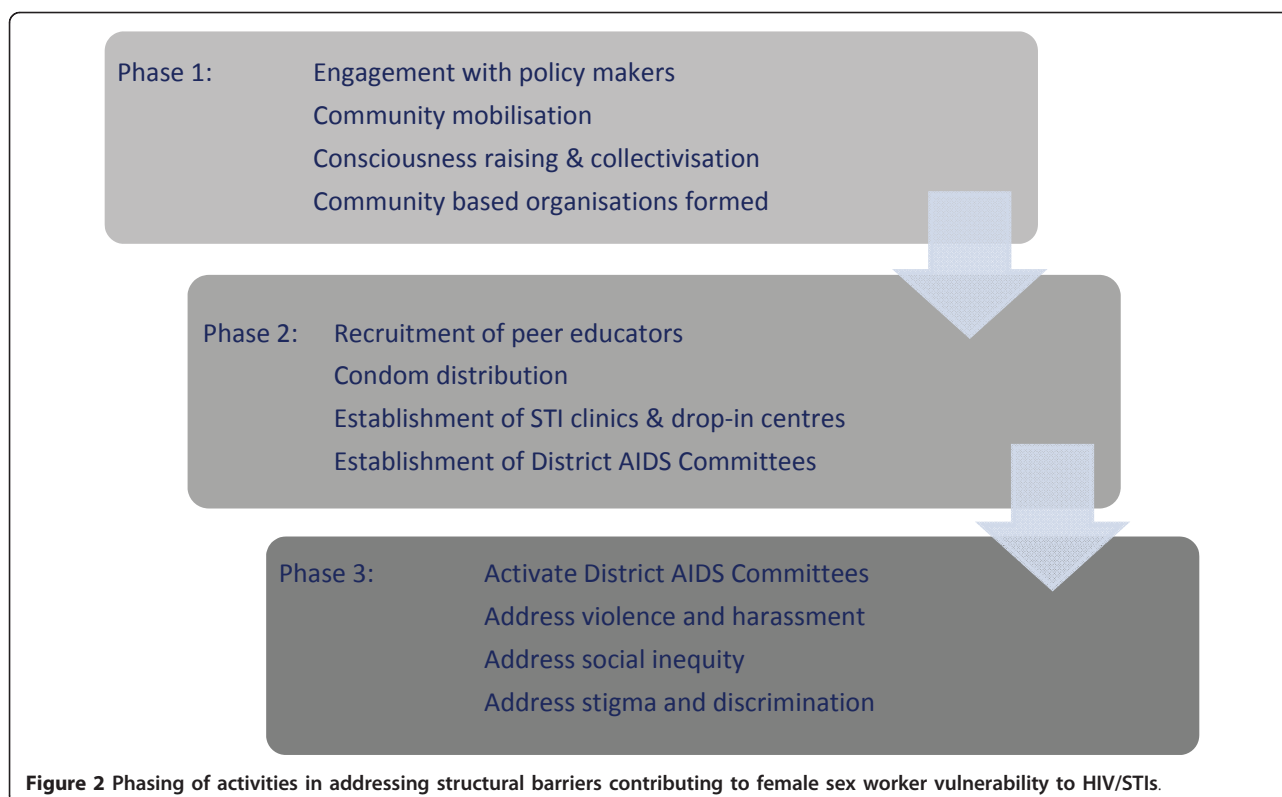 Phase 1: Engagement with policy makers
Community mobilisation
Consciousness raising & collectivisation
Community based organisations formed
Phase 2: Recruitment of peer educators
Condom distribution
Establishment of STI clinics & drop-in centres
Establishment of District AIDS Committees
Phase 3: Activate District AIDS Committees
Address violence and harassment
Address social inequity
Address stigma and discrimination
Figure 2 Phasing of activities in addressing structural barriers contributing to female sex worker vulnerability to HIV/STIs.